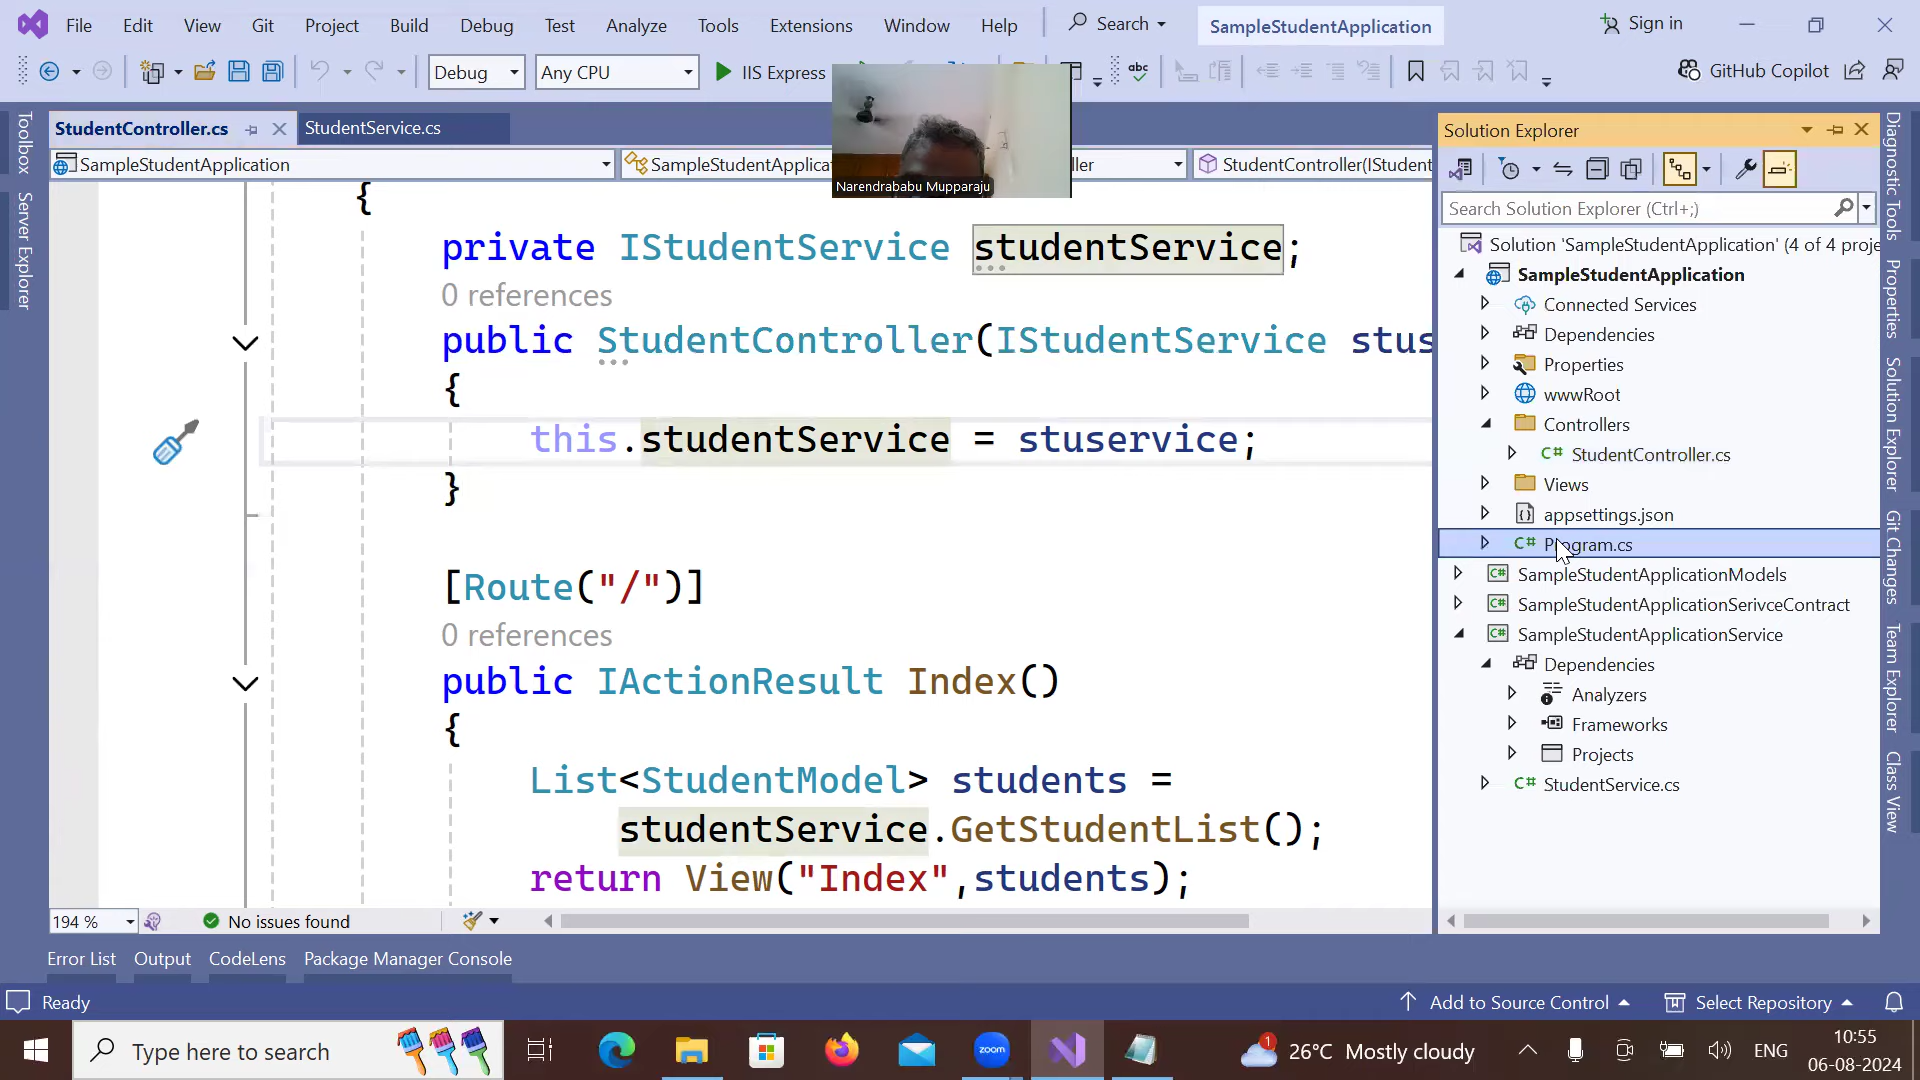 File Edit View Git Project Build Debug Test Analyze Tools Extensions Window Help Search SampleStudentApplication Sign in
Debug Any CPU IIS Express abc GitHub Copilot
StudentController.cs StudentService.cs
SampleStudentApplication SampleStudentApplica ller StudentController(IStudent
Narendrababu Mupparaju
{
private IStudentService studentService;
0 references
public StudentController(IStudentService stus
{
this.studentService = stuservice;
}
[Route("/")]
0 references
public IActionResult Index()
{
List<StudentModel> students =
studentService.GetStudentList();
return View("Index",students);
194 % No issues found
Toolbox
Server Explorer
Solution Explorer
Search Solution Explorer (Ctrl+;)
Solution 'SampleStudentApplication' (4 of 4 proje
SampleStudentApplication
Connected Services
Dependencies
Properties
wwwRoot
Controllers
C# StudentController.cs
Views
appsettings.json
C# Program.cs
C# SampleStudentApplicationModels
C# SampleStudentApplicationSerivceContract
C# SampleStudentApplicationService
Dependencies
Analyzers
Frameworks
Projects
C# StudentService.cs
Diagnostic Tools
Properties
Solution Explorer
Git Changes
Team Explorer
Class View
Error List Output CodeLens Package Manager Console
Ready Add to Source Control Select Repository
Type here to search zoom 1 26°C Mostly cloudy ENG 10:55
06-08-2024